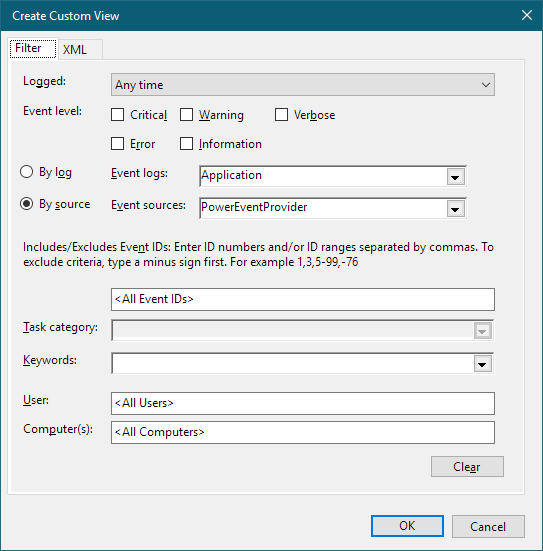 Create Custom View
Filter XML
Logged: Any time
Event level: Critical Warning Verbose
Error Information
By log Event logs: Application
By source Event sources: PowerEventProvider
Includes/Excludes Event IDs: Enter ID numbers and/or ID ranges separated by commas. To
exclude criteria, type a minus sign first. For example 1,3,5-99,-76
<All Event IDs>
Task category:
Keywords:
User: <All Users>
Computer(s): <All Computers>
Clear
OK Cancel